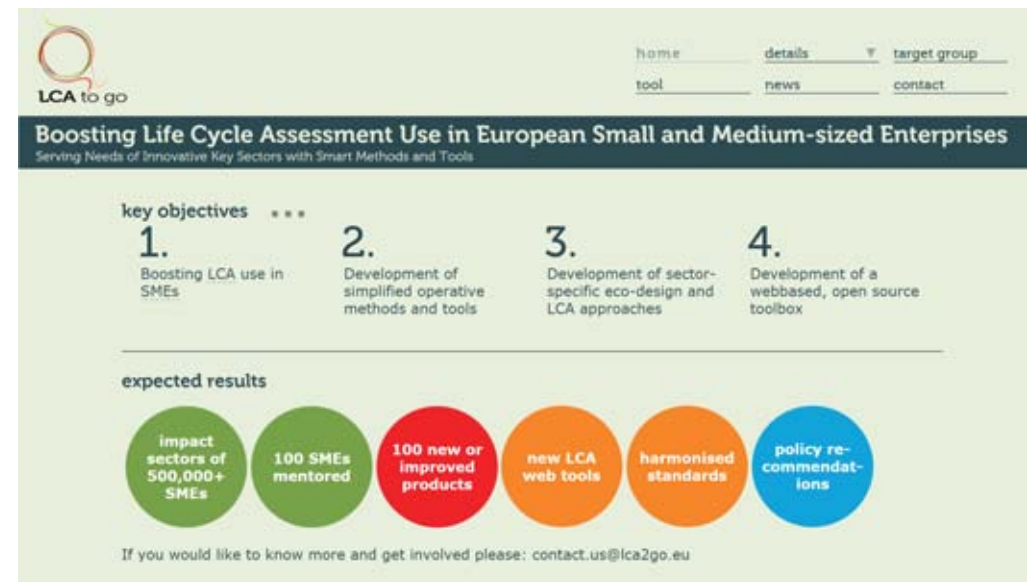 LCA to go
home details target group
tool news contact
Boosting Life Cycle Assessment Use in European Small and Medium-sized Enterprises
Serving Needs of Innovative Key Sectors with Smart Methods and Tools
key objectives
1.
Boosting LCA use in
SMEs
2.
Development of
simplified operative
methods and tools
3.
Development of sector-
specific eco-design and
LCA approaches
4.
Development of a
webbased, open source
toolbox
expected results
impact
sectors of
500,000+
SMEs
100 SMEs
mentored
100 new or
improved
products
new LCA
web tools
harmonised
standards
policy re-
commendat-
ions
If you would like to know more and get involved please: contact.us@lca2go.eu